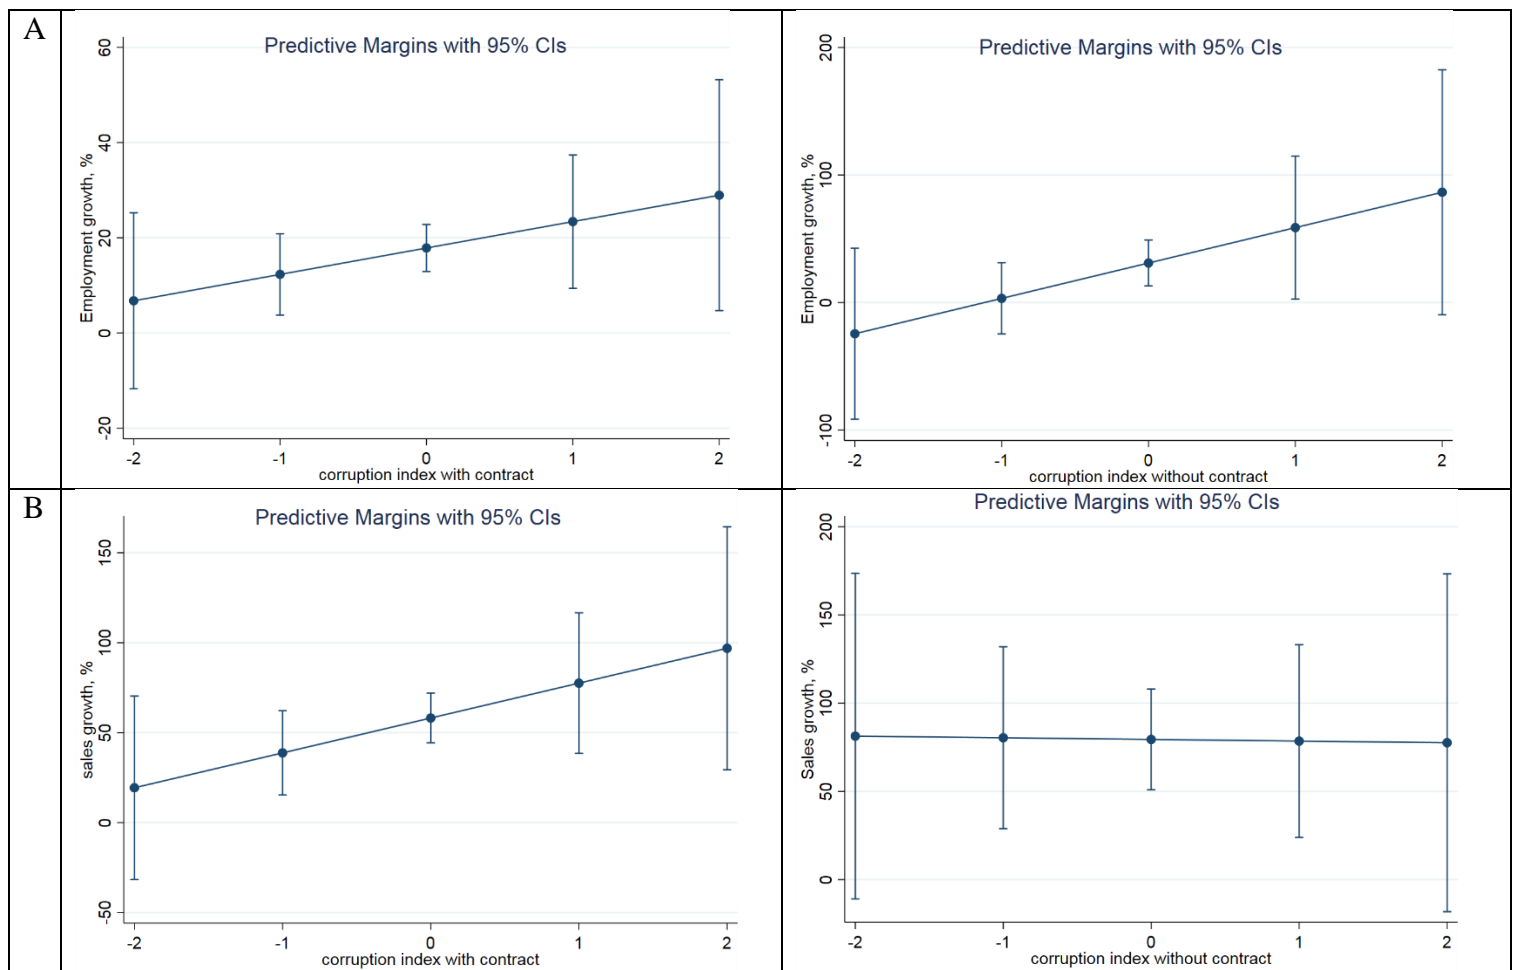 A
Predictive Margins with 95% CIs
Employment growth, %
60
40
20
0
-20
-2 -1 0 1 2
corruption index with contract
Predictive Margins with 95% CIs
Employment growth, %
200
100
0
-100
-2 -1 0 1 2
corruption index without contract
B
Predictive Margins with 95% CIs
sales growth, %
150
100
50
0
-50
-2 -1 0 1 2
corruption index with contract
Predictive Margins with 95% CIs
Sales growth, %
200
150
100
50
0
-2 -1 0 1 2
corruption index without contract